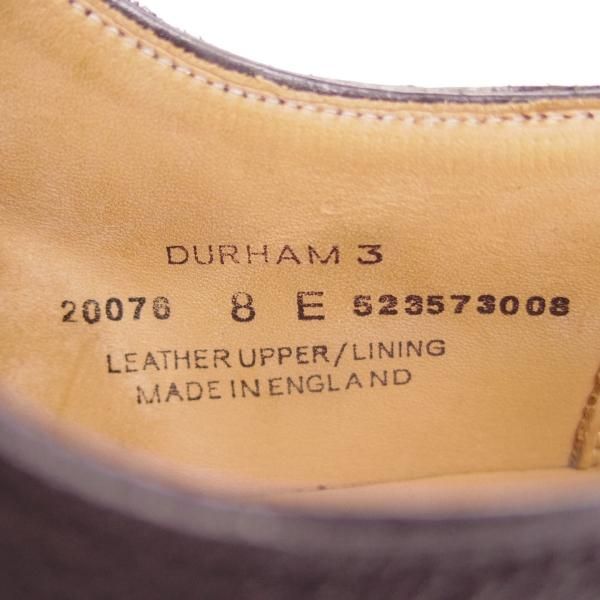 DURHAM 3
20076 8 E 523573008
LEATHER UPPER/LINING
MADE IN ENGLAND